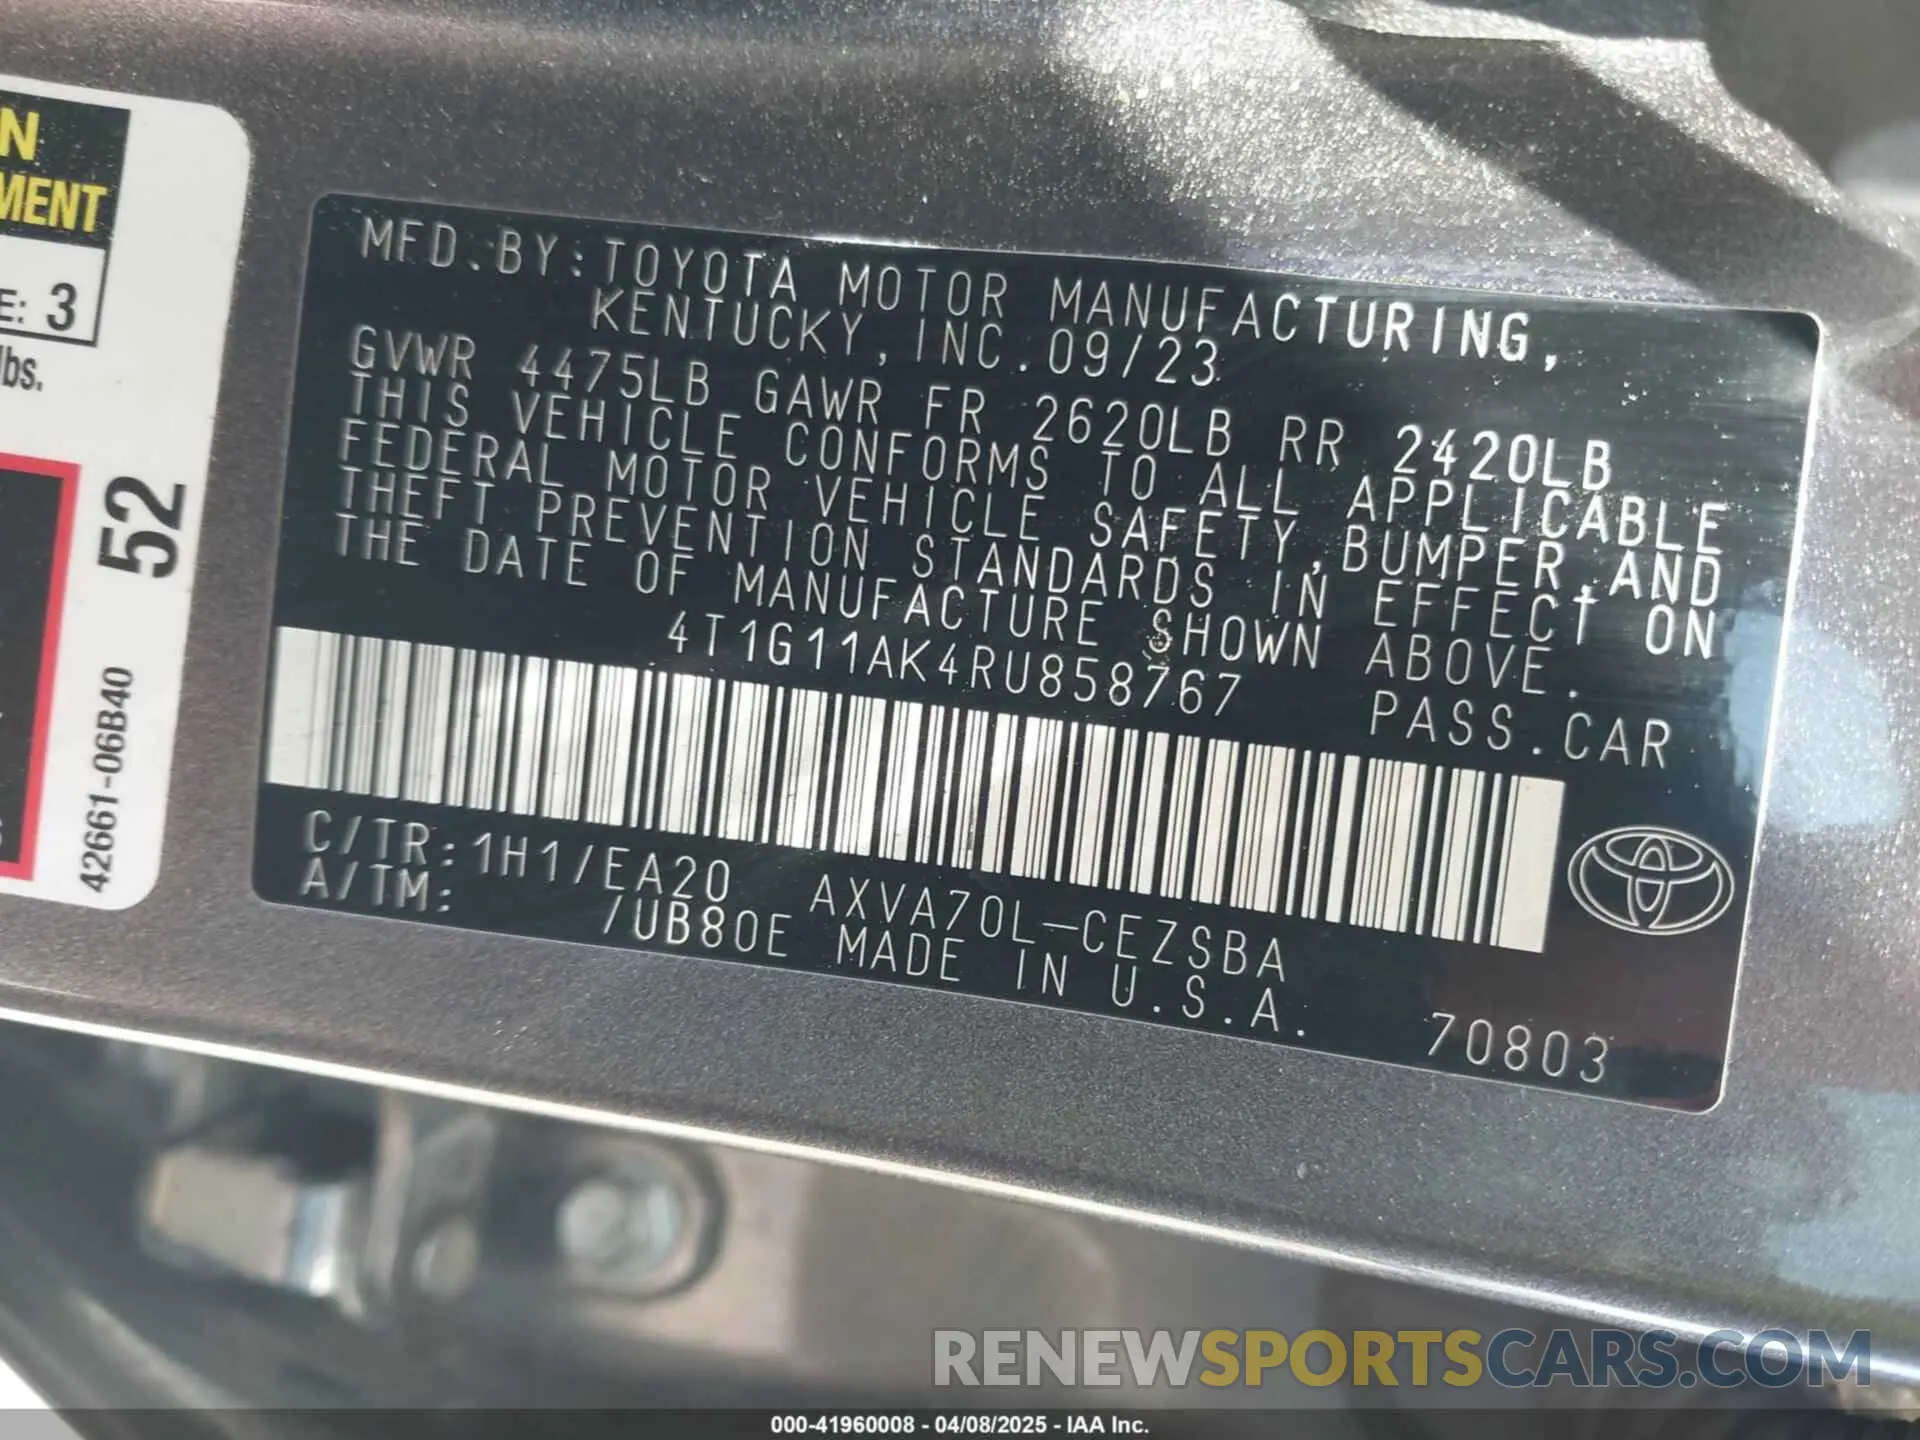 N
MENT
E: 3
lbs.
52
42661-06B40
MFD.BY:TOYOTA MOTOR MANUFACTURING,
KENTUCKY, INC. 09/23
GVWR 4475LB GAWR FR 2620LB RR 2420LB
THIS VEHICLE CONFORMS TO ALL APPLICABLE
FEDERAL MOTOR VEHICLE SAFETY, BUMPER, AND
THEFT PREVENTION STANDARDS IN EFFECT ON
THE DATE OF MANUFACTURE SHOWN ABOVE.
4T1G11AK4RU858767 PASS.CAR
C/TR:1H1/EA20 AXVA70L-CEZSBA
A/TM: /UB80E MADE IN U.S.A.
70803
RENEWSPORTSCARS.COM
000-41960008 - 04/08/2025 - IAA Inc.